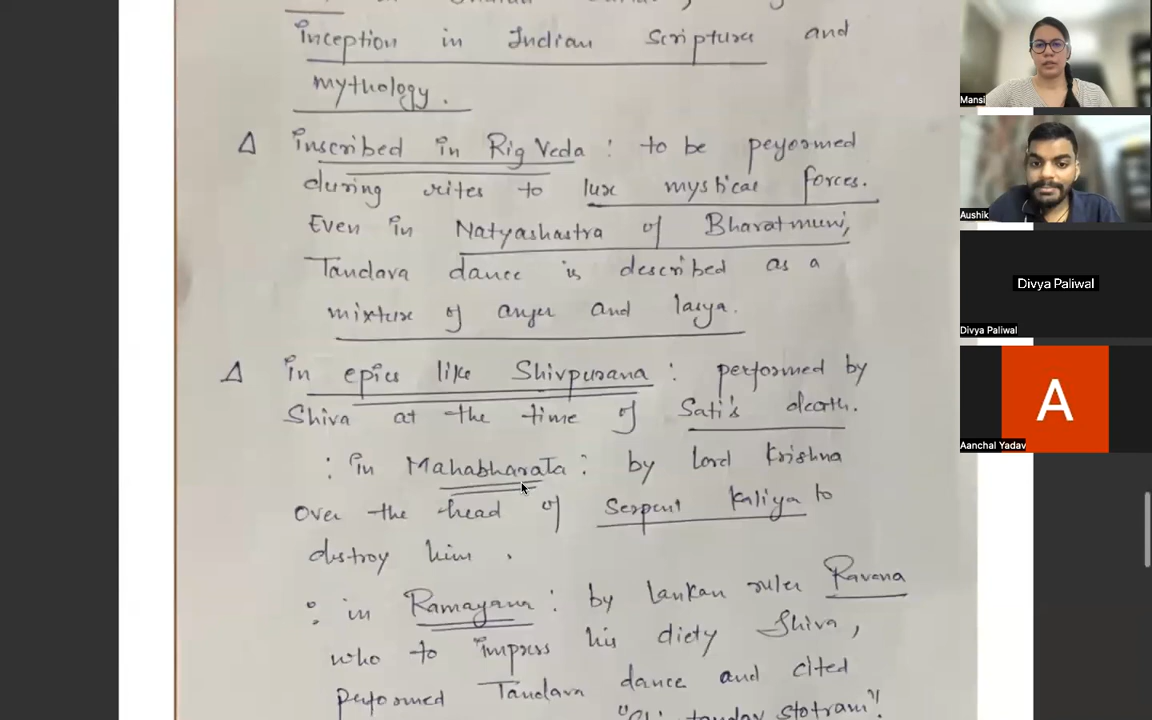 inception in Indian Scripture and
mythology.
Δ inscribed in Rig Veda : to be performed
during rites to lure mystical forces.
Even in Natyashastra of Bharatmuni,
Tandava dance is described as a
mixture of anger and lasya.
Δ in epics like Shivpurana : performed by
Shiva at the time of Sati's death.
: in Mahabharata : by lord Krishna
over the head of Serpent Kaliya to
destroy him .
: in Ramayana : by Lankan ruler Ravana
who to impress his diety Shiva,
performed Tandava dance and cited
tandav stotram"
Mansi
Aushik
Divya Paliwal
Divya Paliwal
A
Aanchal Yadav